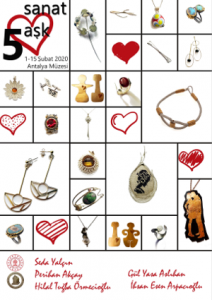 sanat
5 aşk
1-15 Şubat 2020
Antalya Müzesi
Seda Yalçın
Perihan Akçay
Hilal Tuğba Örmecioğlu
Gül Yasa Aslıhan
İhsan Esen Arpacıoğlu